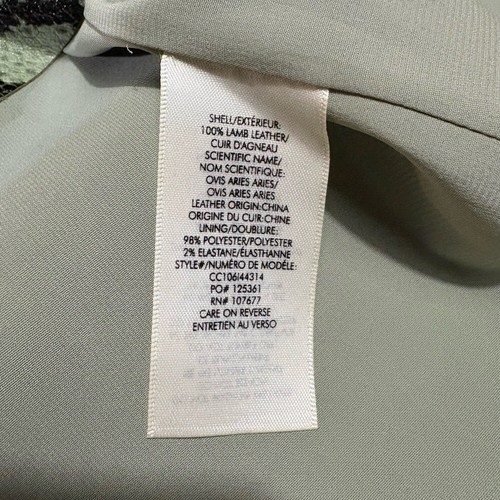 SHELL/EXTÉRIEUR:
100% LAMB LEATHER/
CUIR D'AGNEAU
SCIENTIFIC NAME/
NOM SCIENTIFIQUE:
OVIS ARIES ARIES/
OVIS ARIES ARIES
LEATHER ORIGIN:CHINA
ORIGINE DU CUIR:CHINE
LINING/DOUBLURE:
98% POLYESTER/POLYESTER
2% ELASTANE/ÉLASTHANNE
STYLE#/NUMÉRO DE MODÈLE:
CC106J44314
PO# 125361
RN# 107677
CARE ON REVERSE
ENTRETIEN AU VERSO